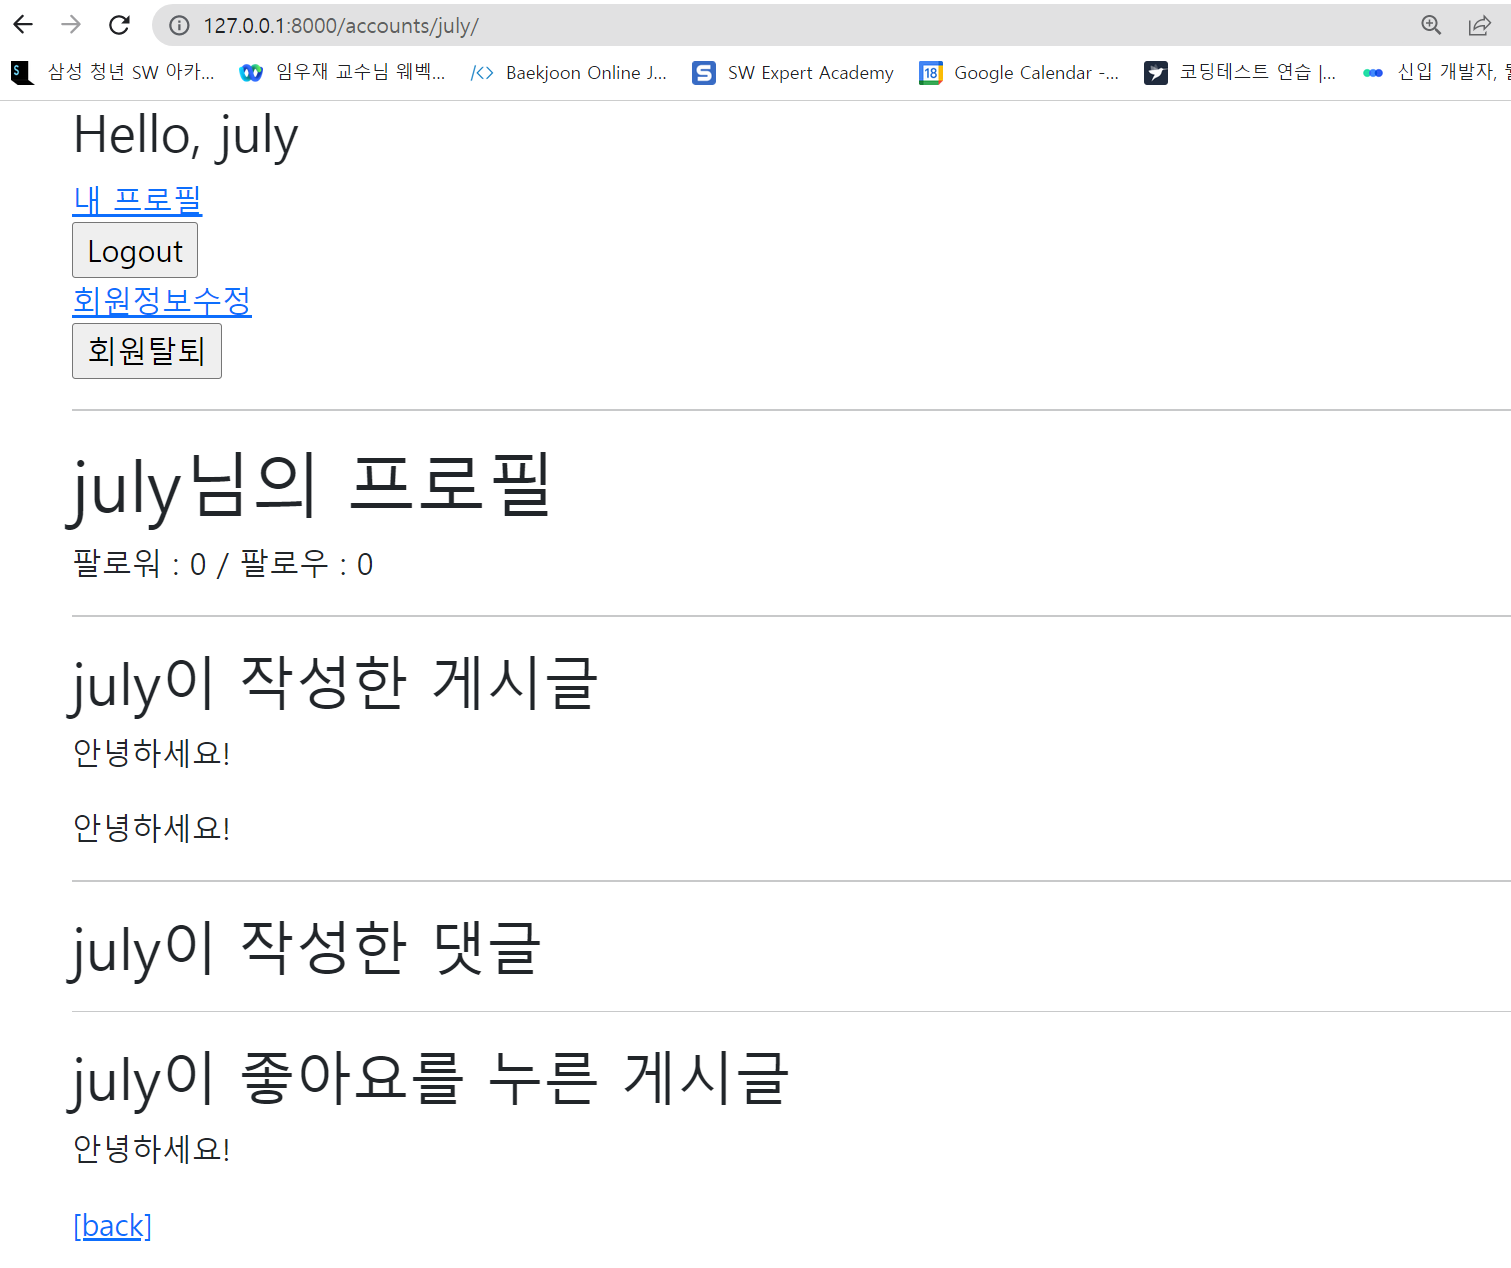 127.0.0.1:8000/accounts/july/
삼성 청년 SW 아카... 임우재 교수님 웨벡... Baekjoon Online J... SW Expert Academy Google Calendar -... 코딩테스트 연습 |... 신입 개발자,
Hello, july
내 프로필
Logout
회원정보수정
회원탈퇴
july님의 프로필
팔로워 : 0 / 팔로우 : 0
july이 작성한 게시글
안녕하세요!
안녕하세요!
july이 작성한 댓글
july이 좋아요를 누른 게시글
안녕하세요!
[back]